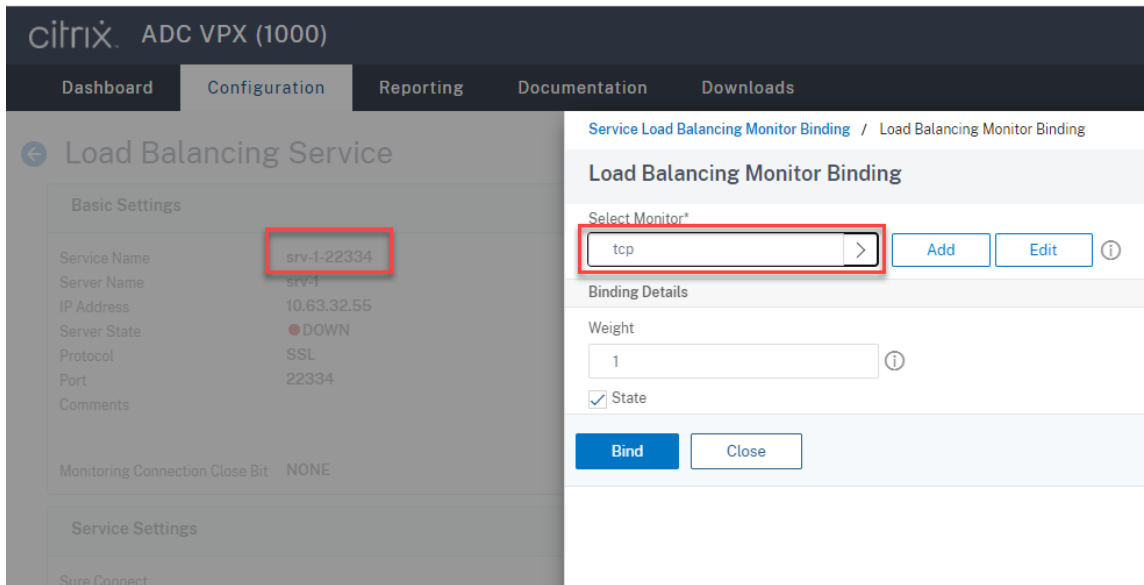 citrix. ADC VPX (1000)
Dashboard Configuration Reporting Documentation Downloads
Load Balancing Service
Basic Settings
Service Name srv-1-22334
Server Name srv-1
IP Address 10.63.32.55
Server State DOWN
Protocol SSL
Port 22334
Comments
Monitoring Connection Close Bit NONE
Service Settings
Sure Connect
Service Load Balancing Monitor Binding / Load Balancing Monitor Binding
Load Balancing Monitor Binding
Select Monitor*
tcp > Add Edit
Binding Details
Weight
1
State
Bind Close